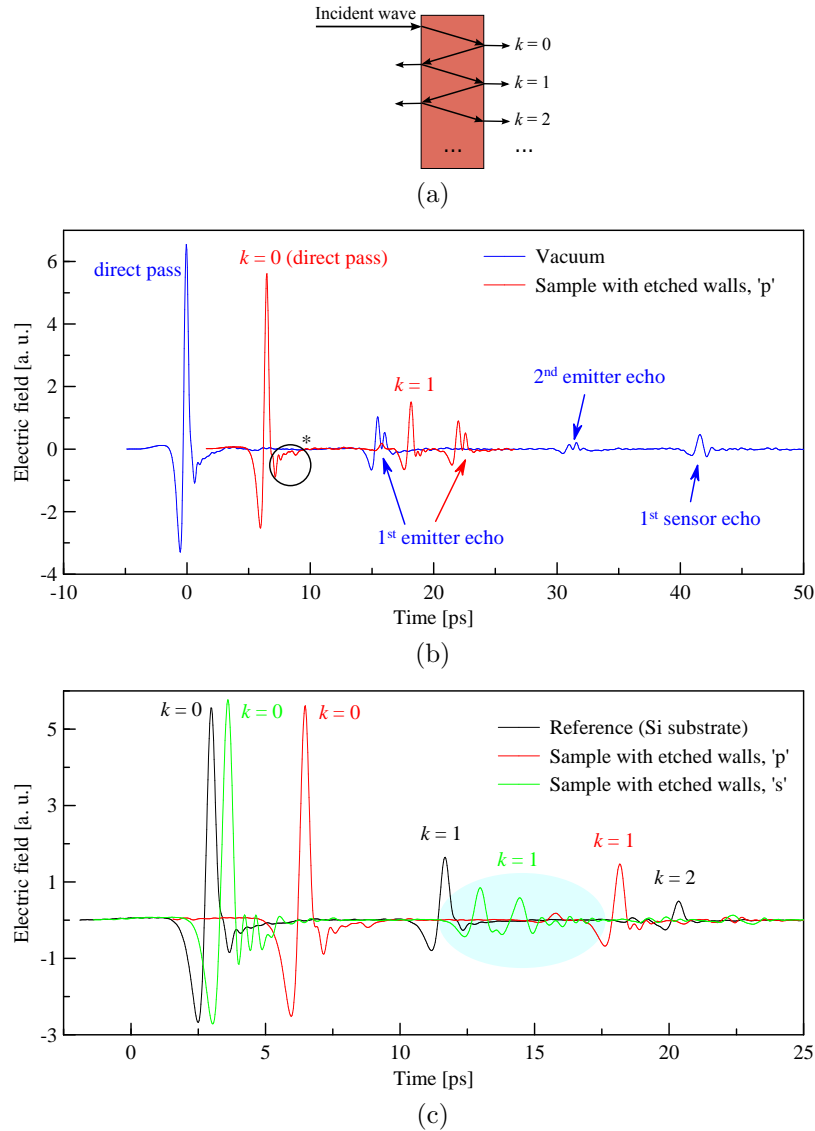 Incident wave
k = 0
k = 1
k = 2
... ...
(a)
direct pass
k = 0 (direct pass)
Vacuum
Sample with etched walls, 'p'
k = 1
2nd emitter echo
*
1st emitter echo
1st sensor echo
Electric field [a. u.]
6
4
2
0
-2
-4
-10 0 10 20 30 40 50
Time [ps]
(b)
k = 0 k = 0 k = 0
Reference (Si substrate)
Sample with etched walls, 'p'
Sample with etched walls, 's'
k = 1 k = 1 k = 1 k = 2
Electric field [a. u.]
5
3
1
-1
-3
0 5 10 15 20 25
Time [ps]
(c)